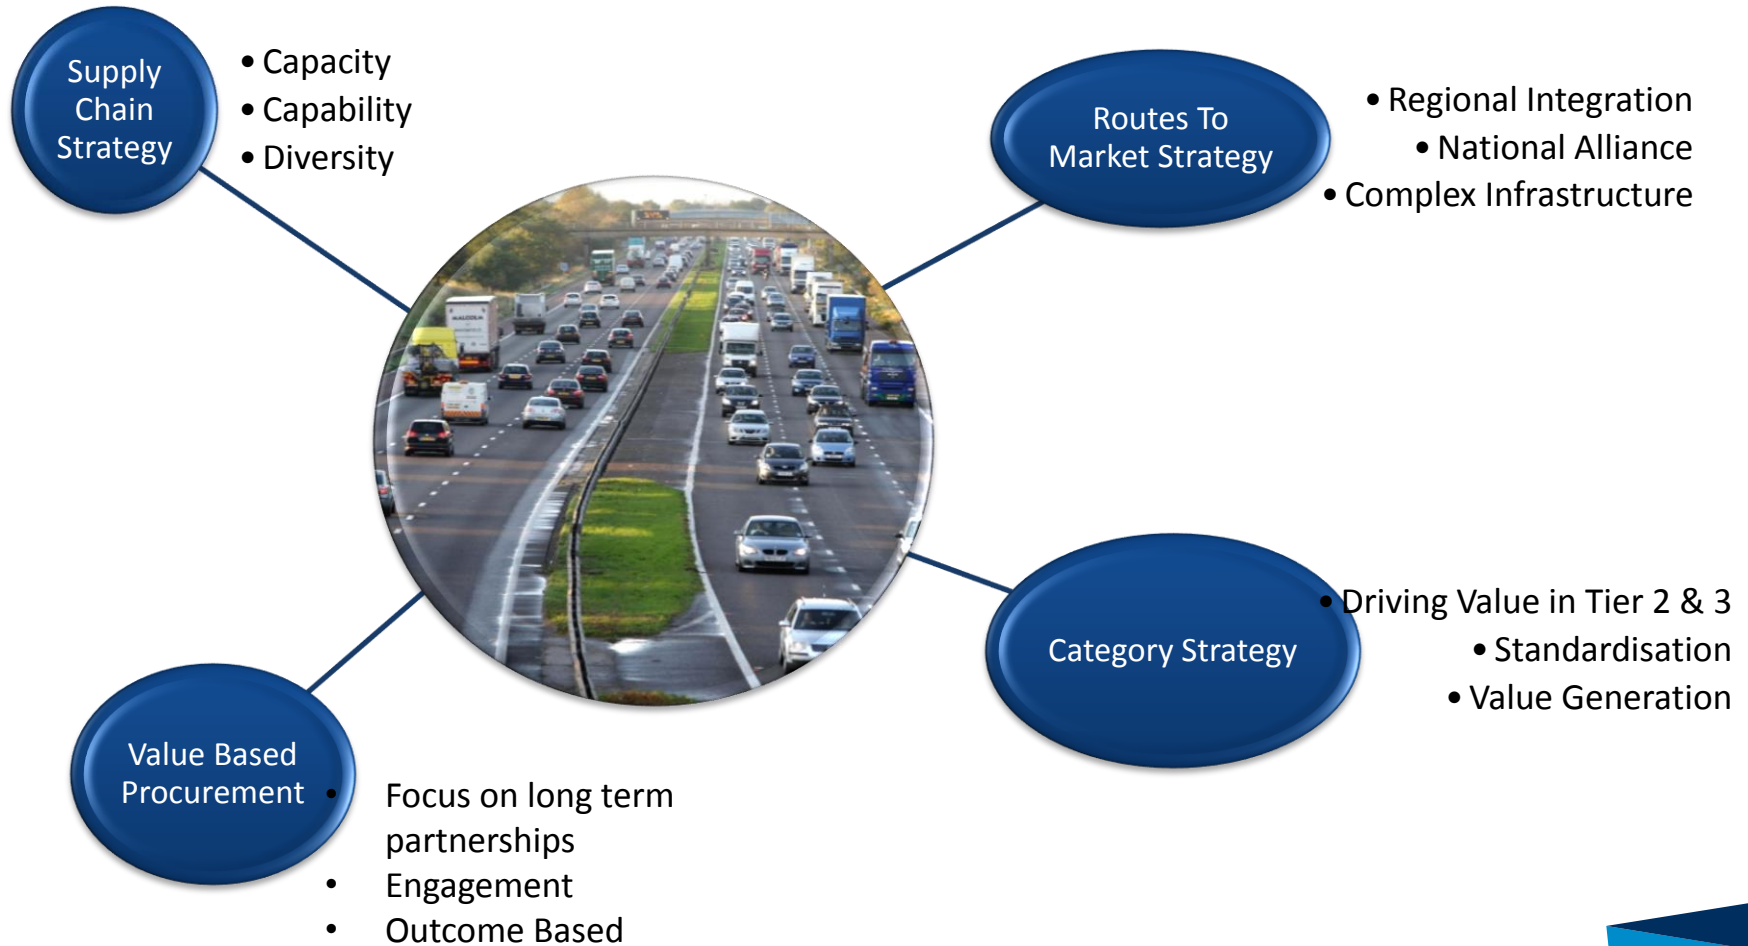 Supply
Chain
Strategy
• Capacity
• Capability
• Diversity
Routes To
Market Strategy
• Regional Integration
• National Alliance
• Complex Infrastructure
MALCOLM
Category Strategy
• Driving Value in Tier 2 & 3
• Standardisation
• Value Generation
Value Based
Procurement
• Focus on long term
partnerships
• Engagement
• Outcome Based